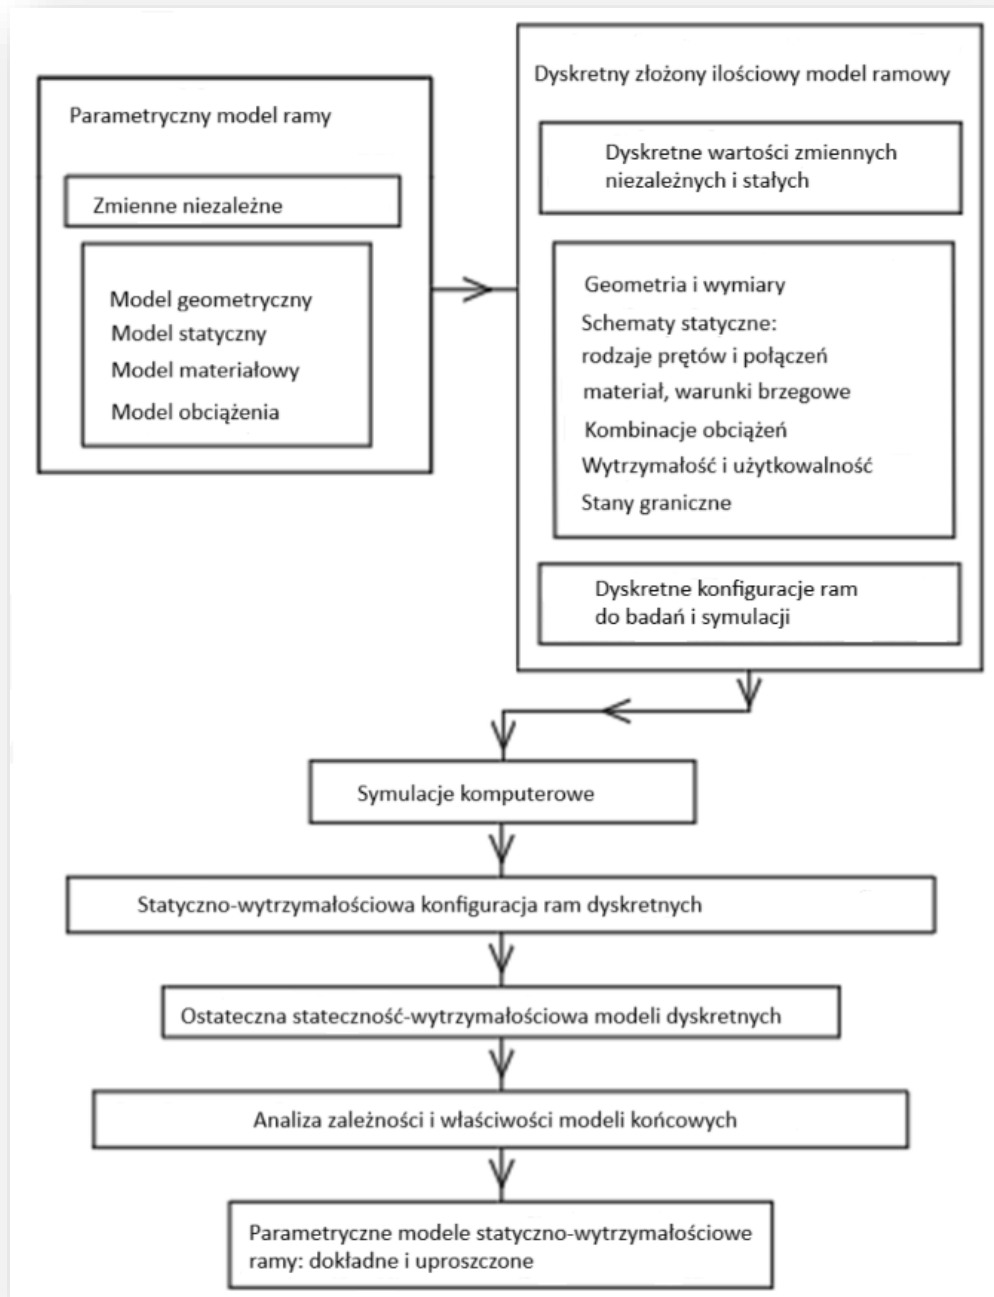 Parametryczny model ramy
Zmienne niezależne
Model geometryczny
Model statyczny
Model materiałowy
Model obciążenia
Dyskretny złożony ilościowy model ramowy
Dyskretne wartości zmiennych
niezależnych i stałych
Geometria i wymiary
Schematy statyczne:
rodzaje prętów i połączeń
materiał, warunki brzegowe
Kombinacje obciążeń
Wytrzymałość i użytkowalność
Stany graniczne
Dyskretne konfiguracje ram
do badań i symulacji
Symulacje komputerowe
Statyczno-wytrzymałościowa konfiguracja ram dyskretnych
Ostateczna stateczność-wytrzymałościowa modeli dyskretnych
Analiza zależności i właściwości modeli końcowych
Parametryczne modele statyczno-wytrzymałościowe
ramy: dokładne i uproszczone